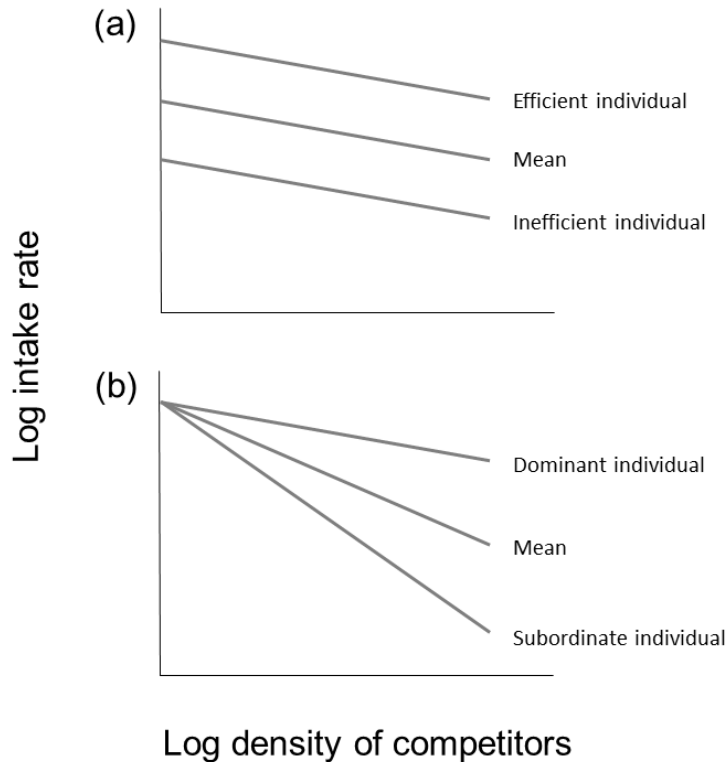 (a)
Efficient individual
Mean
Inefficient individual
Log intake rate
(b)
Dominant individual
Mean
Subordinate individual
Log density of competitors